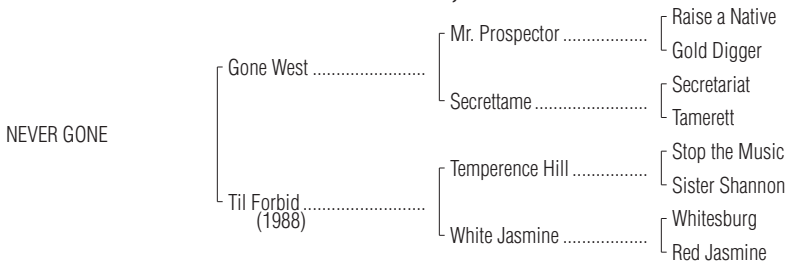 Raise a Native
Mr. Prospector ..................
Gold Digger
Gone West ........................
Secretariat
Secrettame ........................
Tamerett
NEVER GONE
Stop the Music
Temperence Hill ................
Sister Shannon
Til Forbid ..........................
(1988)
Whitesburg
White Jasmine ..................
Red Jasmine